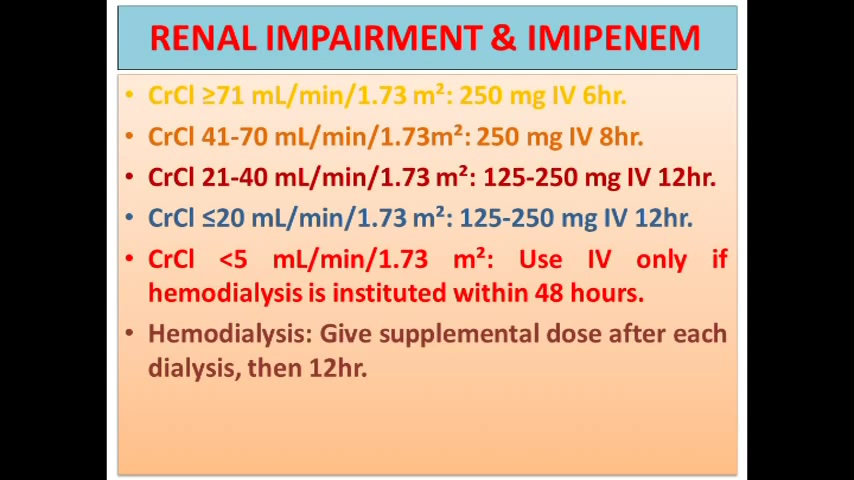 RENAL IMPAIRMENT & IMIPENEM
• CrCl ≥71 mL/min/1.73 m²: 250 mg IV 6hr.
• CrCl 41-70 mL/min/1.73m²: 250 mg IV 8hr.
• CrCl 21-40 mL/min/1.73 m²: 125-250 mg IV 12hr.
• CrCl ≤20 mL/min/1.73 m²: 125-250 mg IV 12hr.
• CrCl <5 mL/min/1.73 m²: Use IV only if
hemodialysis is instituted within 48 hours.
• Hemodialysis: Give supplemental dose after each
dialysis, then 12hr.